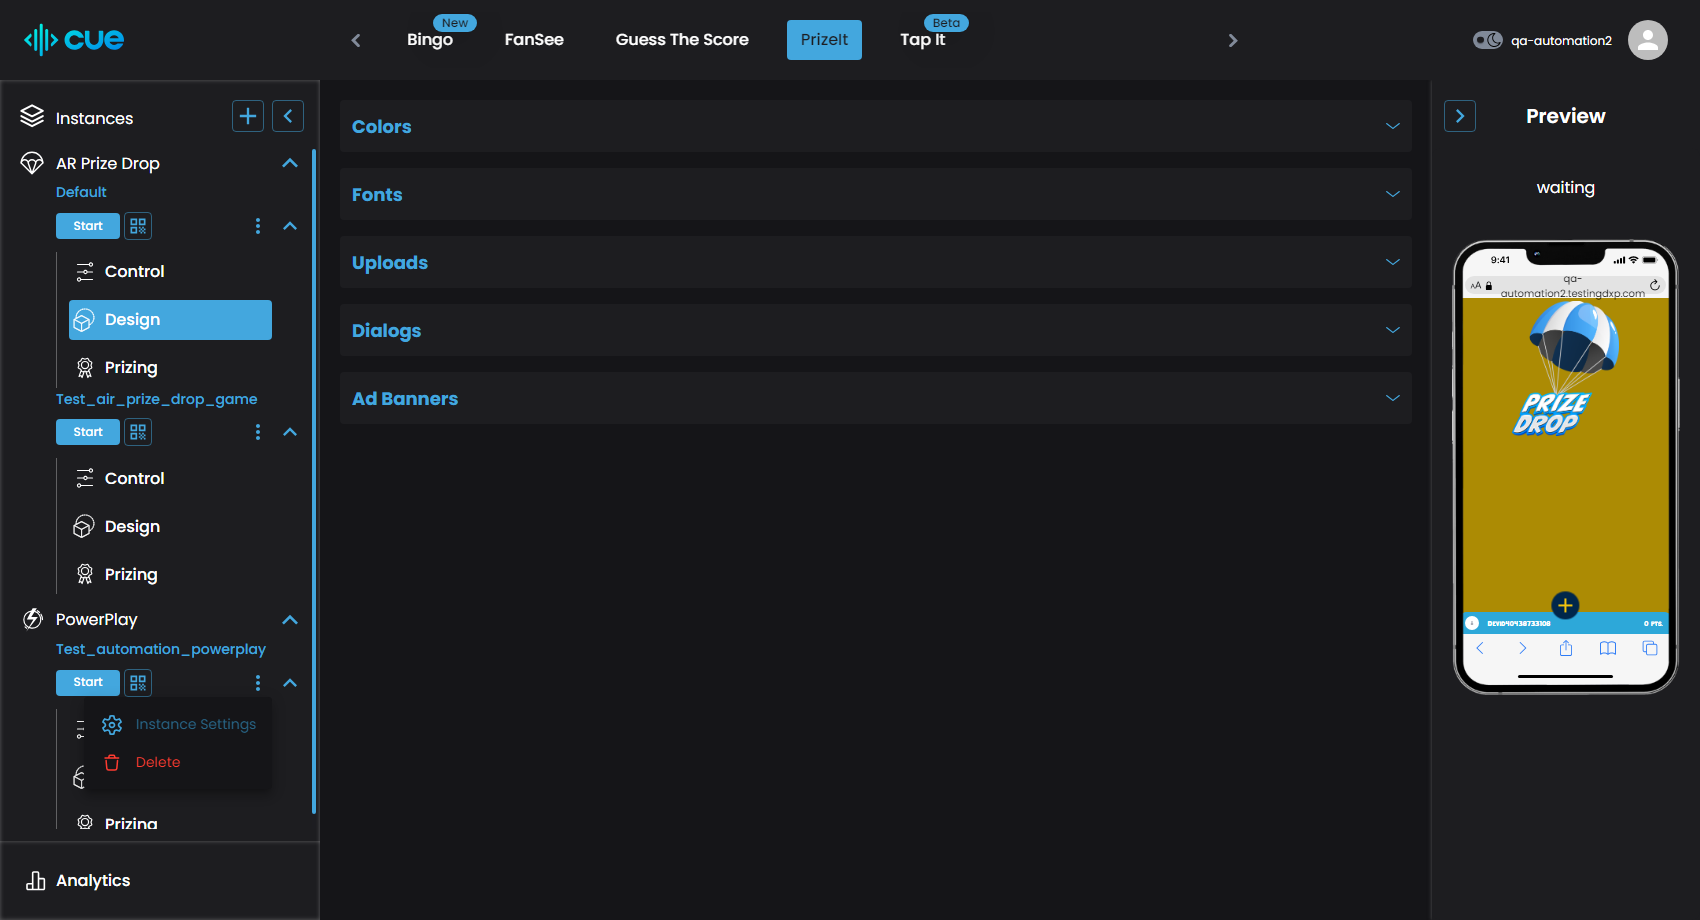 cue
New
Bingo
FanSee
Guess The Score
PrizeIt
Beta
Tap It
qa-automation2
Instances
AR Prize Drop
Default
Start
Control
Design
Prizing
Test_air_prize_drop_game
Start
Control
Design
Prizing
PowerPlay
Test_automation_powerplay
Start
Instance Settings
Delete
Prizing
Analytics
Colors
Fonts
Uploads
Dialogs
Ad Banners
Preview
waiting
9:41
AA
qa-
automation2.testingdxp.com
PRIZE
DROP
0 PTS.